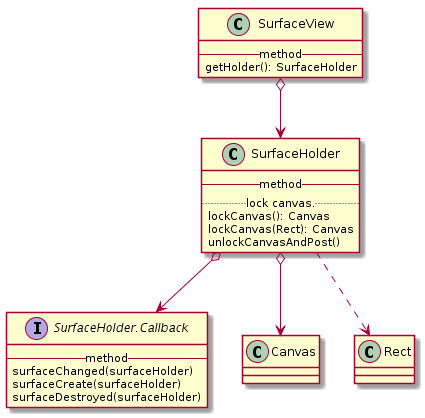 C SurfaceView
method
getHolder(): SurfaceHolder
C SurfaceHolder
method
lock canvas.
lockCanvas(): Canvas
lockCanvas(Rect): Canvas
unlockCanvasAndPost()
I SurfaceHolder.Callback
method
surfaceChanged(surfaceHolder)
surfaceCreate(surfaceHolder)
surfaceDestroyed(surfaceHolder)
C Canvas
C Rect